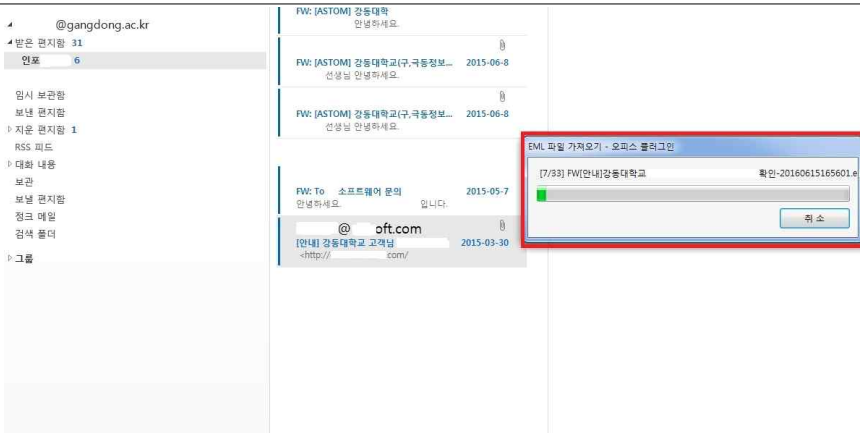 @gangdong.ac.kr
받은 편지함 31
인포 6
임시 보관함
보낸 편지함
지운 편지함 1
RSS 피드
대화 내용
보관
보낼 편지함
정크 메일
검색 폴더
그룹
FW: [ASTOM] 강동대학
안녕하세요.
FW: [ASTOM] 강동대학교(구,극동정보... 2015-06-8
선생님 안녕하세요.
FW: [ASTOM] 강동대학교(구,극동정보... 2015-06-8
선생님 안녕하세요.
FW: To 소프트웨어 문의 2015-05-7
안녕하세요. 입니다.
@ oft.com
[안내] 강동대학교 고객님 2015-03-30
<http:// com/
EML 파일 가져오기 - 오피스 플러그인
[7/33] FW[안내]강동대학교 확인-20160615165601.e
취 소